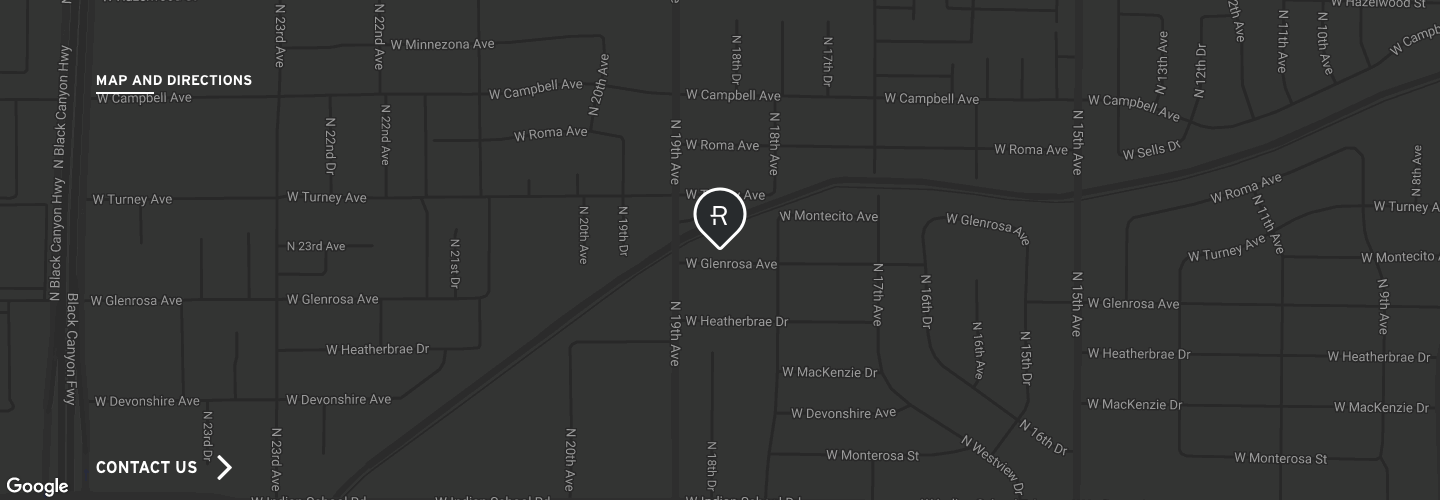 W Hazelwood St
W Minnezona Ave
MAP AND DIRECTIONS
W Campbell Ave
W Campbell Ave
W Campbell Ave
W Campbell Ave
W Campbell Ave
N 23rd Ave
N 22nd Ave
N 20th Ave
N 18th Dr
N 17th Dr
N 13th Ave
N 12th Dr
N 11th Ave
N 10th Ave
N Black Canyon Hwy
N Black Canyon Hwy
N 22nd Dr
N 22nd Ave
W Roma Ave
N 19th Ave
W Roma Ave
N 18th Ave
W Roma Ave
N 15th Ave
W Sells Dr
W Roma Ave
N 8th Ave
W Turney Ave
W Turney Ave
R
W Montecito Ave
W Glenrosa Ave
N 11th Ave
W Turney A
N 20th Ave
N 19th Dr
N 23rd Ave
N 21st Dr
W Glenrosa Ave
W Turney Ave
W Montecito
N Black Canyon Hwy
Black Canyon Fwy
W Glenrosa Ave
W Glenrosa Ave
N 19th Ave
N 17th Ave
N 16th Dr
N 15th Ave
W Glenrosa Ave
N 9th Ave
W Heatherbrae Dr
W Heatherbrae Dr
N 16th Ave
N 15th Dr
W Heatherbrae Dr
W Heatherbrae Dr
W MacKenzie Dr
W Devonshire Ave
W Devonshire Ave
W Devonshire Ave
W MacKenzie Dr
W MacKenzie Dr
N 23rd Dr
N 23rd Ave
N 20th Ave
N 18th Dr
W Monterosa St
N Westview Dr
N 16th Dr
W Monterosa St
CONTACT US
Google